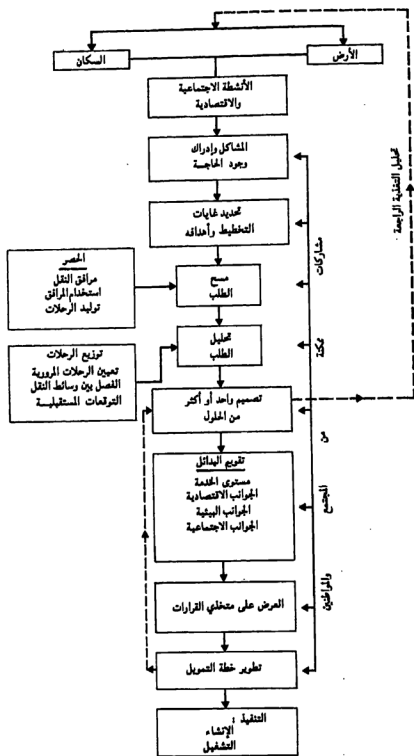 الأرض
السكان
الأنشطة الاجتماعية
والاقتصادية
المشاكل وإدراك
وجود الحاجة
تحديد غايات
التخطيط وأهدافه
الحصر
مرافق النقل
استخدام المرافق
توليد الرحلات
مسح
الطلب
توزيع الرحلات
تعيين الرحلات المرورية
الفصل بين وسائط النقل
التوقعات المستقبلية
تحليل
الطلب
تصميم واحد أو أكثر
من الحلول
تقويم البدائل
مستوى الخدمة
الجوانب الاقتصادية
الجوانب البيئية
الجوانب الاجتماعية
العرض على متخذي القرارات
تطوير خطة التمويل
التنفيذ :
الإنشاء
التشغيل
مشاركات ممكنة من المجتمع والمواطنين
تحليل التغذية الراجعة